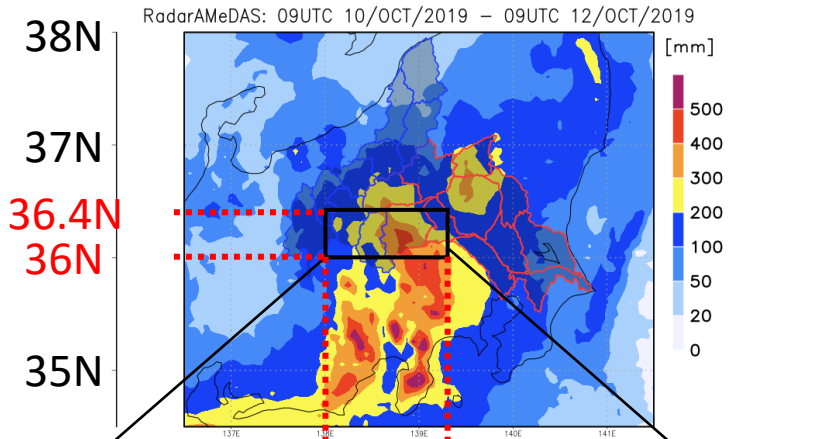 RadarAMeDAS: 09UTC 10/OCT/2019 – 09UTC 12/OCT/2019
38N
[mm]
500
37N
400
300
36.4N
200
36N
100
50
20
35N
0
137E
138E
139E
140E
141E